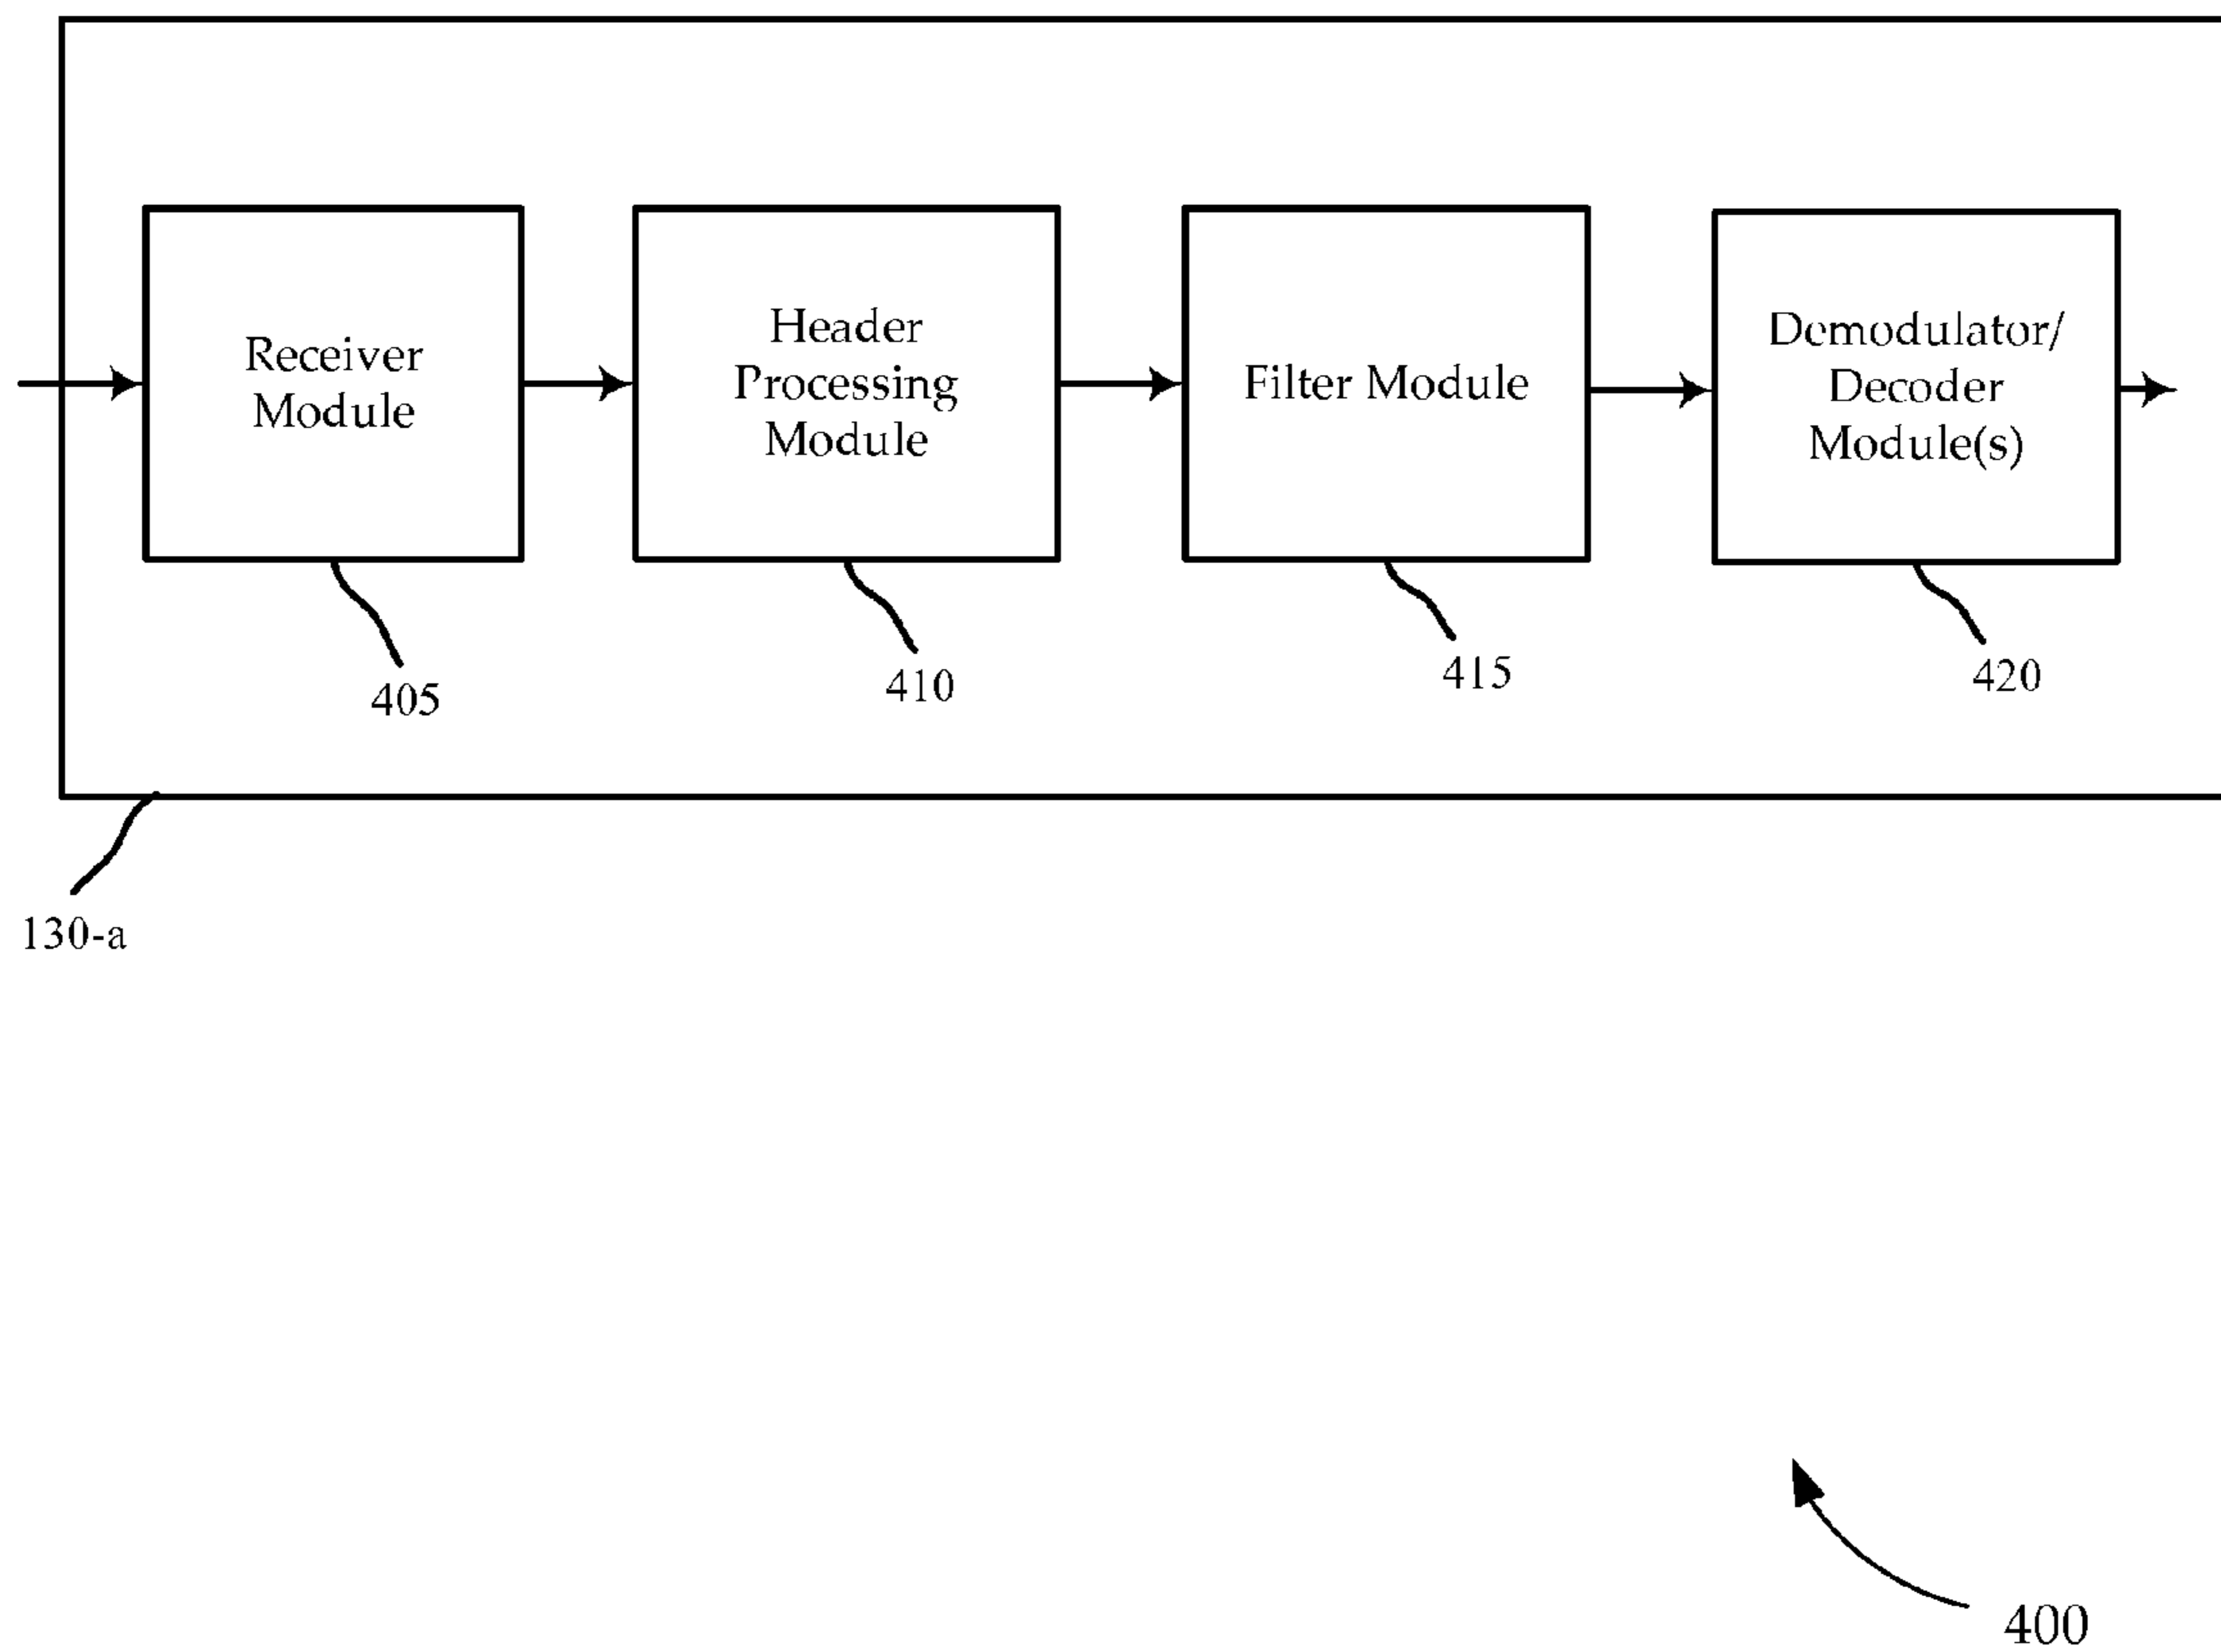 Receiver
Module
Header
Processing
Module
Filter Module
Demodulator/
Decoder
Module(s)
405
410
415
420
130-a
400